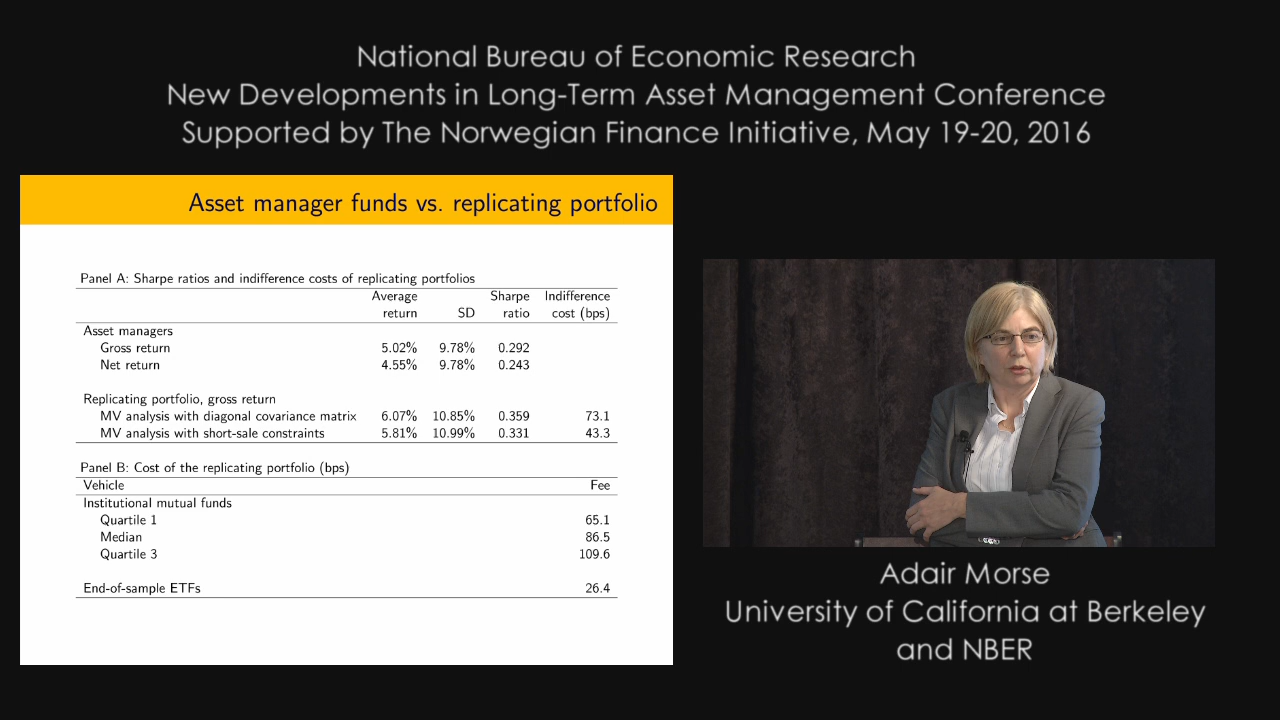 National Bureau of Economic Research
New Developments in Long-Term Asset Management Conference
Supported by The Norwegian Finance Initiative, May 19-20, 2016
Asset manager funds vs. replicating portfolio
Panel A: Sharpe ratios and indifference costs of replicating portfolios
Average Sharpe Indifference
return SD ratio cost (bps)
Asset managers
Gross return 5.02% 9.78% 0.292
Net return 4.55% 9.78% 0.243
Replicating portfolio, gross return
MV analysis with diagonal covariance matrix 6.07% 10.85% 0.359 73.1
MV analysis with short-sale constraints 5.81% 10.99% 0.331 43.3
Panel B: Cost of the replicating portfolio (bps)
Vehicle Fee
Institutional mutual funds
Quartile 1 65.1
Median 86.5
Quartile 3 109.6
End-of-sample ETFs 26.4
Adair Morse
University of California at Berkeley
and NBER